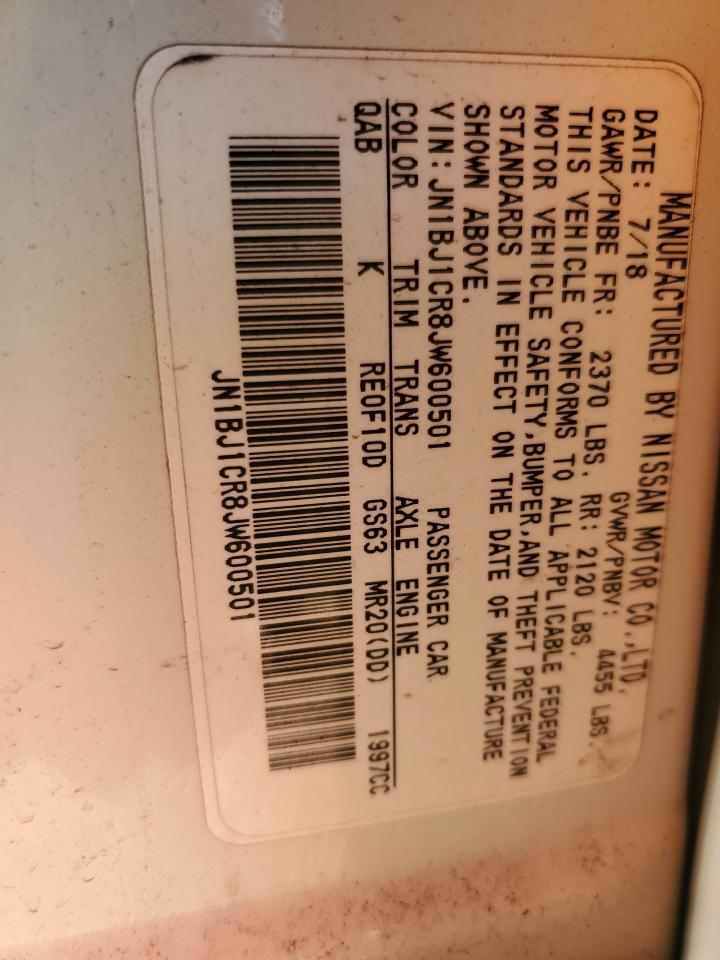 MANUFACTURED BY NISSAN MOTOR CO.,LTD.
DATE: 7/18 GVWR/PNBV: 4455 LBS.
GAWR/PNBE FR: 2370 LBS. RR: 2120 LBS.
THIS VEHICLE CONFORMS TO ALL APPLICABLE FEDERAL
MOTOR VEHICLE SAFETY,BUMPER,AND THEFT PREVENTION
STANDARDS IN EFFECT ON THE DATE OF MANUFACTURE
SHOWN ABOVE.
VIN:JN1BJ1CR8JW600501 PASSENGER CAR
COLOR TRIM TRANS AXLE ENGINE
QAB K RE0F10D GS63 MR20(DD) 1997CC
JN1BJ1CR8JW600501